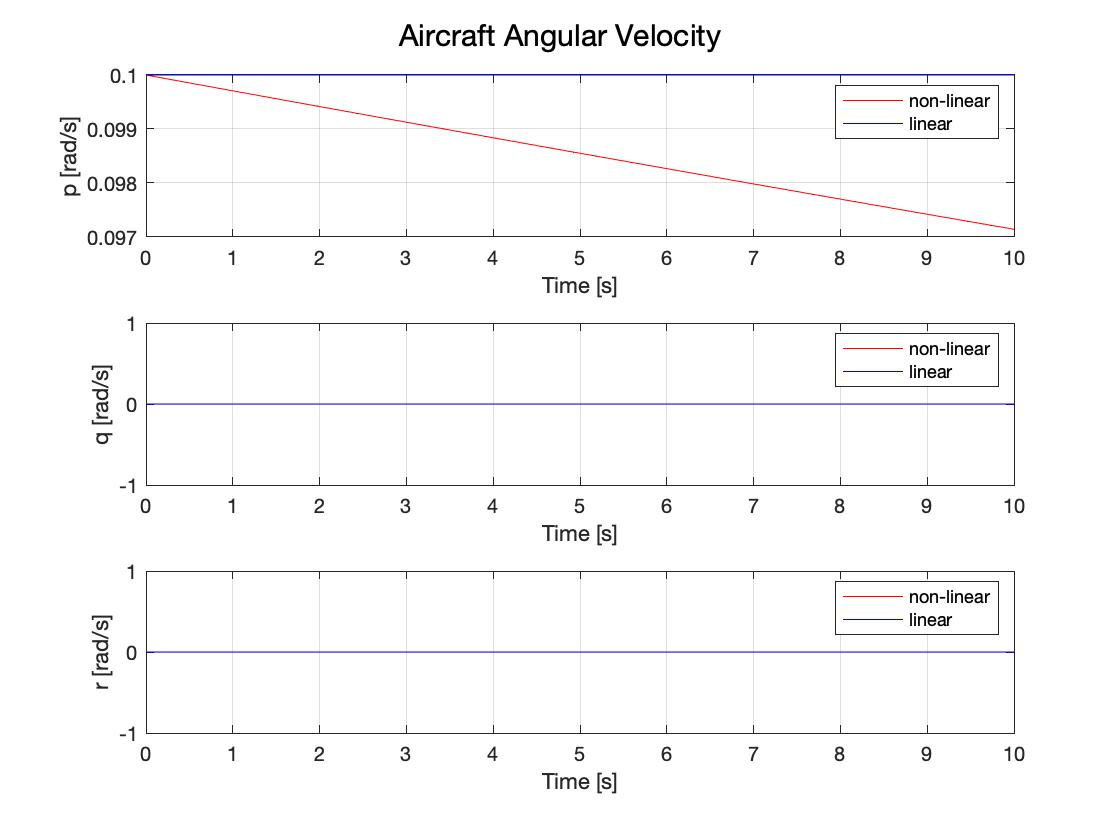 Aircraft Angular Velocity
0.1
0.099
0.098
0.097
p [rad/s]
non-linear
linear
0 1 2 3 4 5 6 7 8 9 10
Time [s]
1
0
-1
q [rad/s]
non-linear
linear
0 1 2 3 4 5 6 7 8 9 10
Time [s]
1
0
-1
r [rad/s]
non-linear
linear
0 1 2 3 4 5 6 7 8 9 10
Time [s]